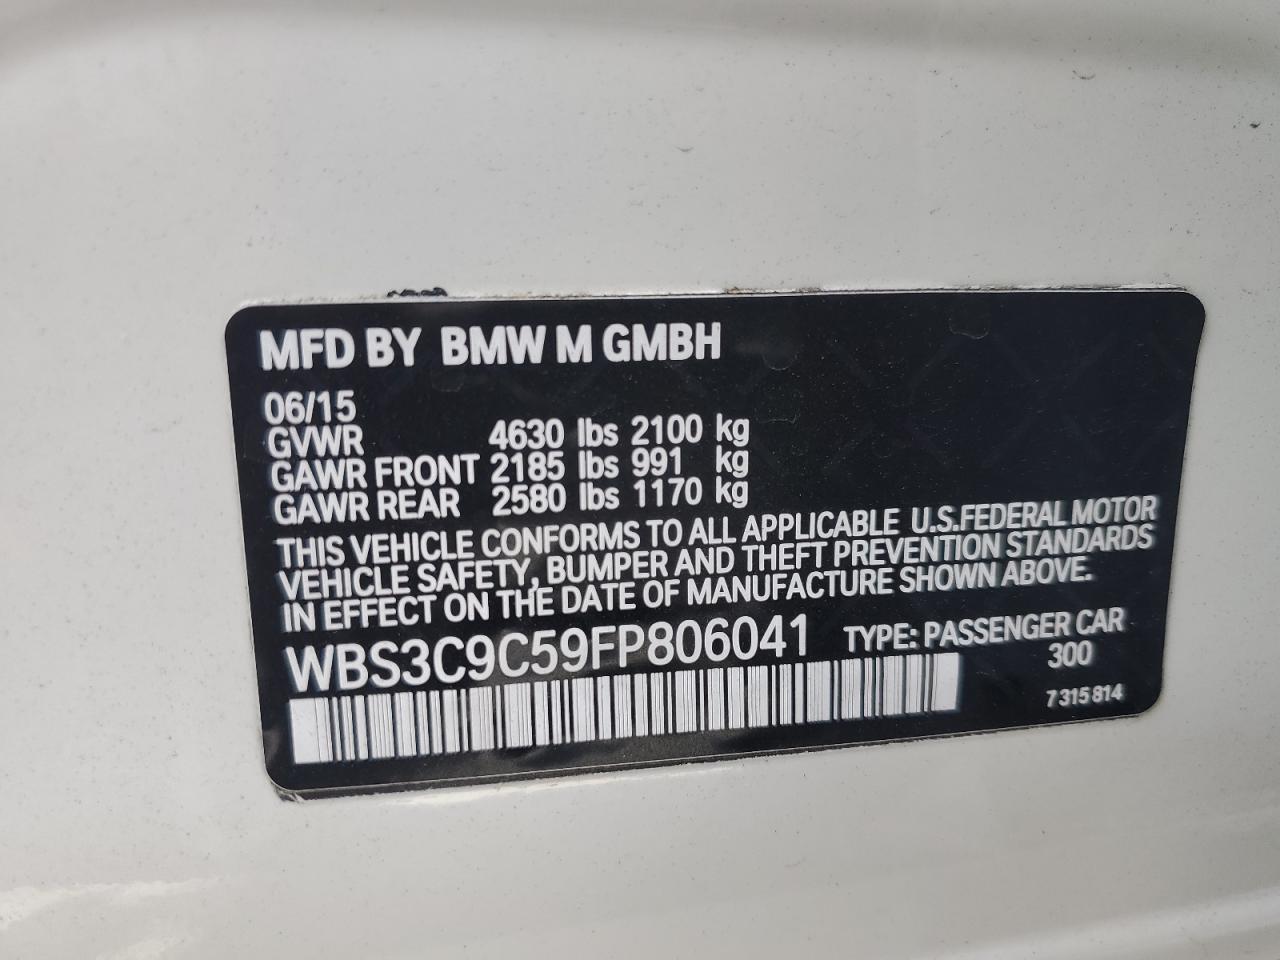 MFD BY BMW M GMBH
06/15
GVWR 4630 lbs 2100 kg
GAWR FRONT 2185 lbs 991 kg
GAWR REAR 2580 lbs 1170 kg
THIS VEHICLE CONFORMS TO ALL APPLICABLE U.S.FEDERAL MOTOR
VEHICLE SAFETY, BUMPER AND THEFT PREVENTION STANDARDS
IN EFFECT ON THE DATE OF MANUFACTURE SHOWN ABOVE.
WBS3C9C59FP806041 TYPE: PASSENGER CAR
300
7 315 814